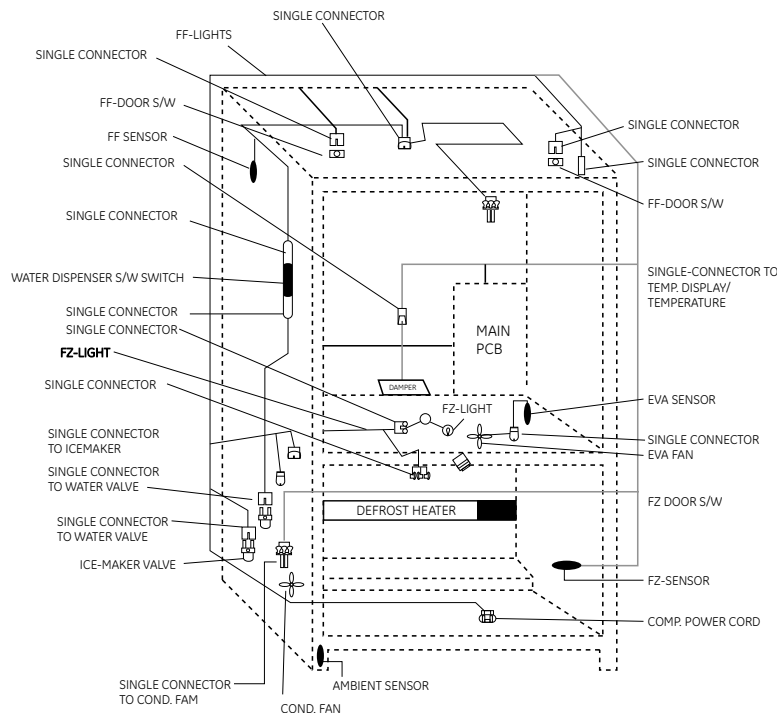 SINGLE CONNECTOR
FF-LIGHTS
SINGLE CONNECTOR
FF-DOOR S/W
FF SENSOR
SINGLE CONNECTOR
SINGLE CONNECTOR
WATER DISPENSER S/W SWITCH
SINGLE CONNECTOR
SINGLE CONNECTOR
FZ-LIGHT
SINGLE CONNECTOR
SINGLE CONNECTOR
TO ICEMAKER
SINGLE CONNECTOR
TO WATER VALVE
SINGLE CONNECTOR
TO WATER VALVE
ICE-MAKER VALVE
SINGLE CONNECTOR
TO COND. FAM
COND. FAN
AMBIENT SENSOR
MAIN
PCB
DAMPER
FZ-LIGHT
DEFROST HEATER
SINGLE CONNECTOR
SINGLE CONNECTOR
FF-DOOR S/W
SINGLE-CONNECTOR TO
TEMP. DISPLAY/
TEMPERATURE
EVA SENSOR
SINGLE CONNECTOR
EVA FAN
FZ DOOR S/W
FZ-SENSOR
COMP. POWER CORD